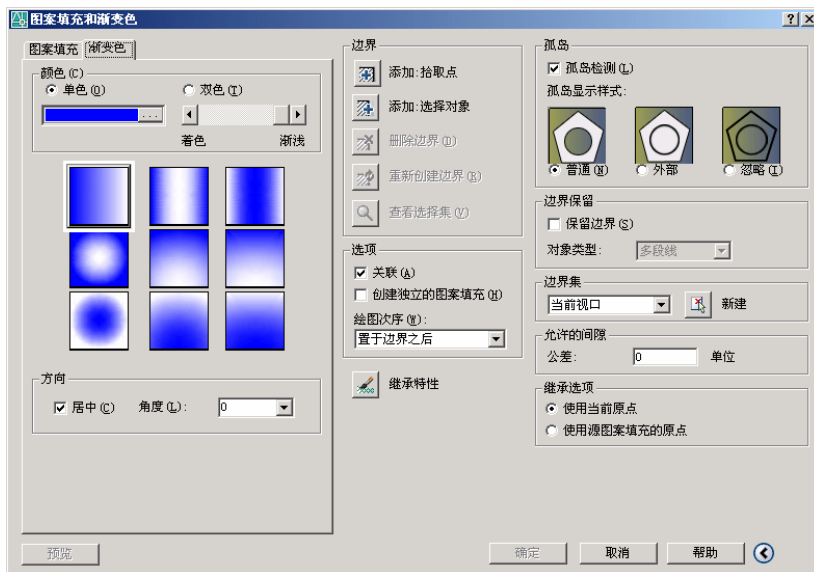 图案填充和渐变色
图案填充 渐变色
颜色(C)
单色(O) 双色(T)
着色 渐浅
方向
居中(C) 角度(L): 0
预览
边界
添加:拾取点
添加:选择对象
删除边界(D)
重新创建边界(R)
查看选择集(V)
选项
关联(A)
创建独立的图案填充(H)
绘图次序(W):
置于边界之后
继承特性
孤岛
孤岛检测(L)
孤岛显示样式:
普通(N) 外部 忽略(I)
边界保留
保留边界(S)
对象类型: 多段线
边界集
当前视口 新建
允许的间隙
公差: 0 单位
继承选项
使用当前原点
使用源图案填充的原点
确定 取消 帮助